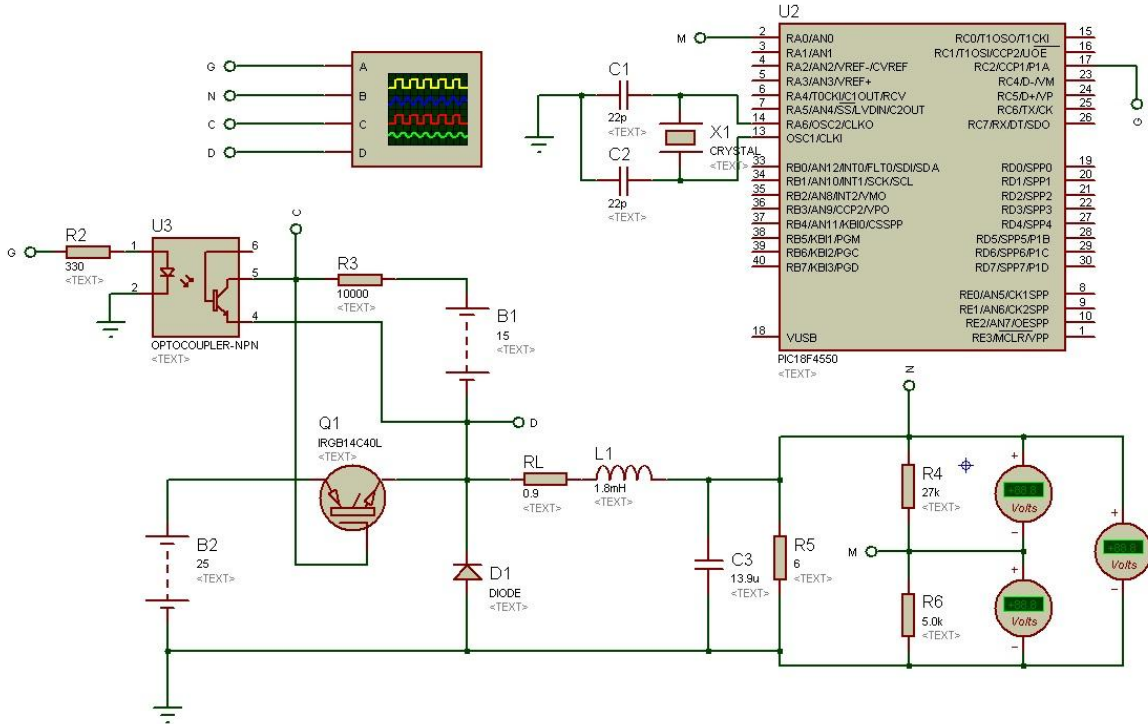 G
N
C
D
A
B
C
D
M
C1
22p
<TEXT>
C2
22p
<TEXT>
X1
CRYSTAL
<TEXT>
U2
2 RA0/AN0
3 RA1/AN1
4 RA2/AN2/VREF-/CVREF
5 RA3/AN3/VREF+
6 RA4/T0CKI/C1OUT/RCV
7 RA5/AN4/SS/LVDIN/C2OUT
14 RA6/OSC2/CLKO
13 OSC1/CLKI
33 RB0/AN12/INT0/FLT0/SDI/SDA
34 RB1/AN10/INT1/SCK/SCL
35 RB2/AN8/INT2/VMO
36 RB3/AN9/CCP2/VPO
37 RB4/AN11/KBI0/CSSPP
38 RB5/KBI1/PGM
39 RB6/KBI2/PGC
40 RB7/KBI3/PGD
18 VUSB
RC0/T1OSO/T1CKI 15
RC1/T1OSI/CCP2/UOE 16
RC2/CCP1/P1A 17
RC4/D-/VM 23
RC5/D+/VP 24
RC6/TX/CK 25
RC7/RX/DT/SDO 26
RD0/SPP0 19
RD1/SPP1 20
RD2/SPP2 21
RD3/SPP3 22
RD4/SPP4 27
RD5/SPP5/P1B 28
RD6/SPP6/P1C 29
RD7/SPP7/P1D 30
RE0/AN5/CK1SPP 8
RE1/AN6/CK2SPP 9
RE2/AN7/OESPP 10
RE3/MCLR/VPP 1
PIC18F4550
<TEXT>
G
G
R2
330
<TEXT>
U3
1
2
6
5
4
OPTOCOUPLER-NPN
<TEXT>
C
R3
10000
<TEXT>
B1
15
<TEXT>
D
Q1
IRGB14C40L
<TEXT>
B2
25
<TEXT>
RL
0.9
<TEXT>
L1
1.8mH
<TEXT>
D1
DIODE
<TEXT>
C3
13.9u
<TEXT>
R5
6
<TEXT>
N
R4
27k
<TEXT>
M
R6
5.0k
<TEXT>
+
+88.8
Volts
-
+
+88.8
Volts
-
+
+88.8
Volts
-